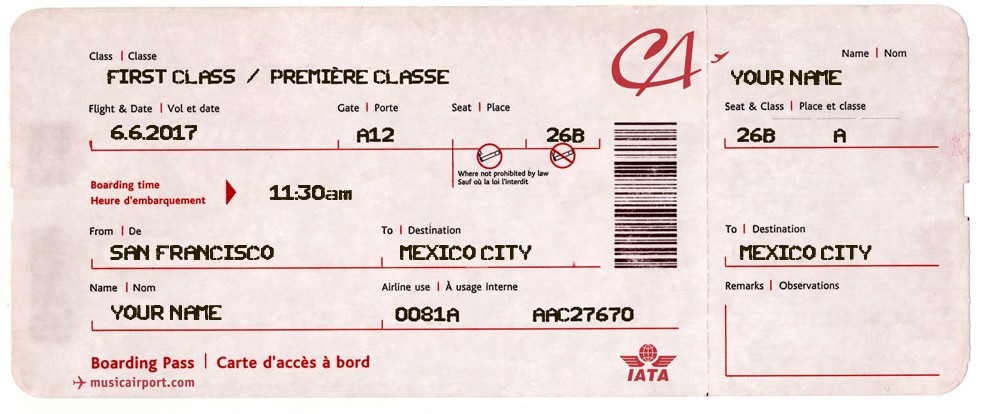 Class | Classe
FIRST CLASS / PREMIÈRE CLASSE
Flight & Date | Vol et date
Gate | Porte
Seat | Place
6.6.2017
A12
26B
Where not prohibited by law
Sauf où la loi l'interdit
Boarding time
Heure d'embarquement
11:30am
From | De
To | Destination
SAN FRANCISCO
MEXICO CITY
Name | Nom
Airline use | À usage interne
YOUR NAME
0081A
AAC27670
Boarding Pass | Carte d'accès à bord
musicairport.com
CA
IATA
Name | Nom
YOUR NAME
Seat & Class | Place et classe
26B
A
To | Destination
MEXICO CITY
Remarks | Observations